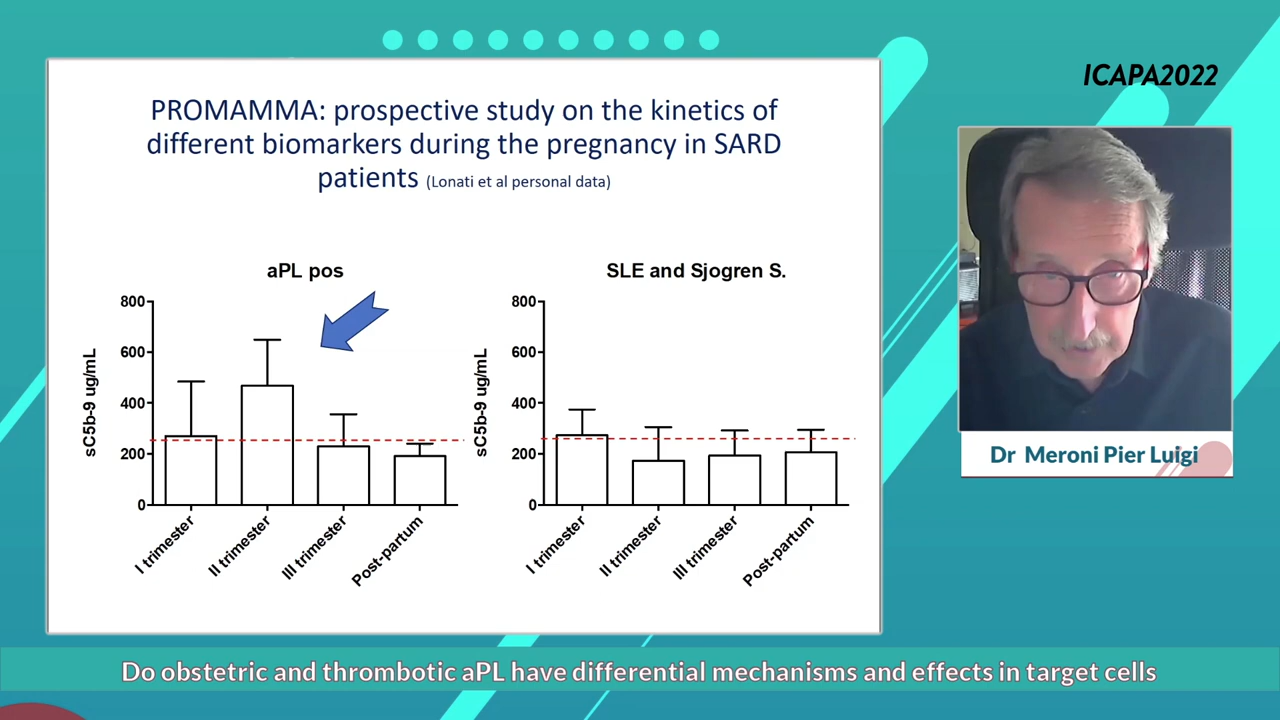 ICAPA2022
PROMAMMA: prospective study on the kinetics of
different biomarkers during the pregnancy in SARD
patients (Lonati et al personal data)
aPL pos
800
600
400
200
0
sC5b-9 ug/mL
I trimester
II trimester
III trimester
Post-partum
SLE and Sjogren S.
800
600
400
200
0
sC5b-9 ug/mL
I trimester
II trimester
III trimester
Post-partum
Dr Meroni Pier Luigi
Do obstetric and thrombotic aPL have differential mechanisms and effects in target cells